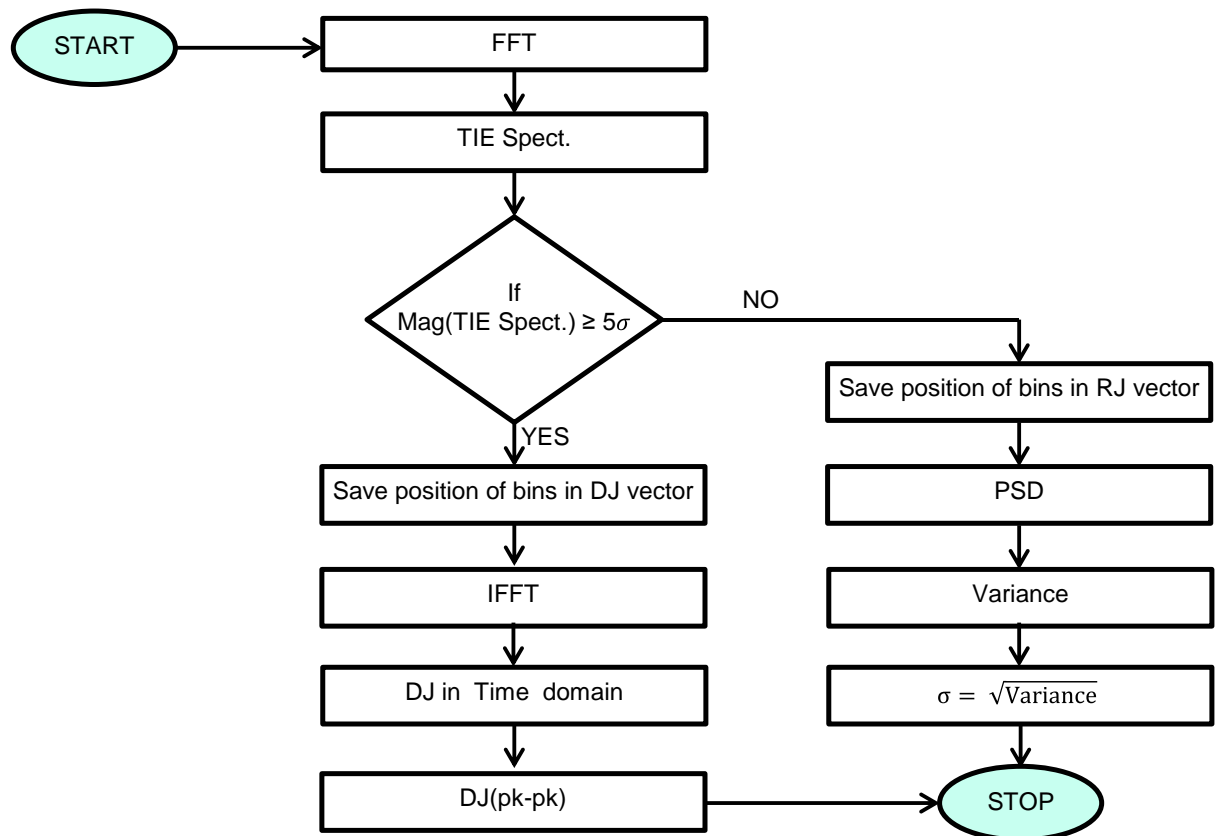 START
FFT
TIE Spect.
If
Mag(TIE Spect.) ≥ 5𝜎
NO
YES
Save position of bins in RJ vector
Save position of bins in DJ vector
PSD
IFFT
Variance
DJ in Time domain
σ = √Variance
DJ(pk-pk)
STOP